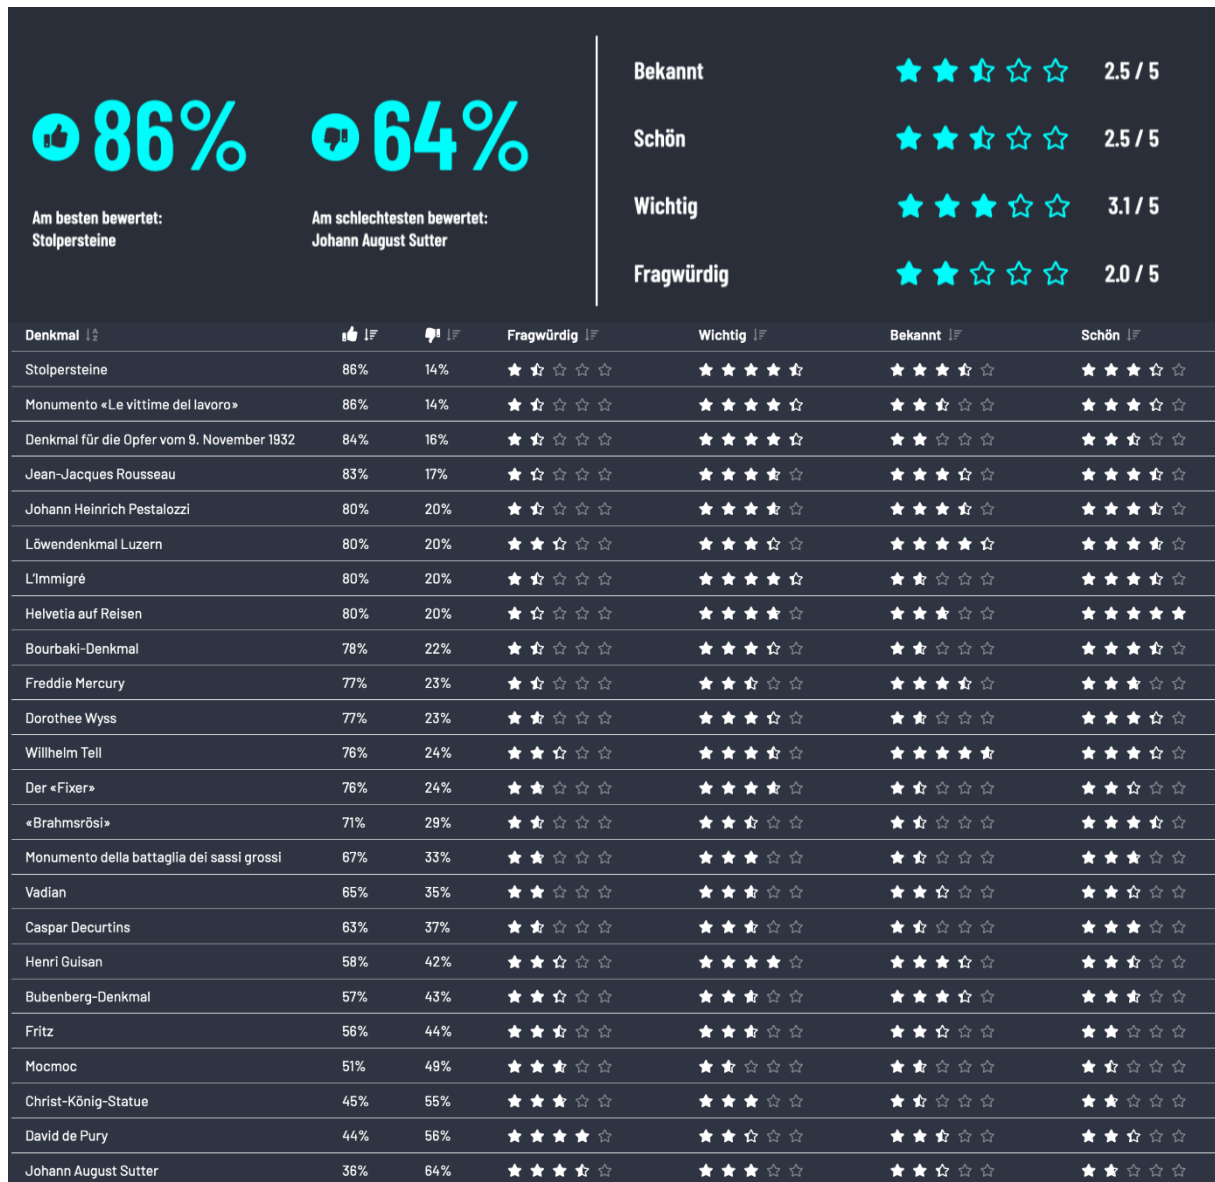 86%
Am besten bewertet:
Stolpersteine
64%
Am schlechtesten bewertet:
Johann August Sutter
Bekannt 2.5 / 5
Schön 2.5 / 5
Wichtig 3.1 / 5
Fragwürdig 2.0 / 5
Denkmal Fragwürdig Wichtig Bekannt Schön
Stolpersteine 86% 14%
Monumento «Le vittime del lavoro» 86% 14%
Denkmal für die Opfer vom 9. November 1932 84% 16%
Jean-Jacques Rousseau 83% 17%
Johann Heinrich Pestalozzi 80% 20%
Löwendenkmal Luzern 80% 20%
L'Immigré 80% 20%
Helvetia auf Reisen 80% 20%
Bourbaki-Denkmal 78% 22%
Freddie Mercury 77% 23%
Dorothee Wyss 77% 23%
Willhelm Tell 76% 24%
Der «Fixer» 76% 24%
«Brahmsrösi» 71% 29%
Monumento della battaglia dei sassi grossi 67% 33%
Vadian 65% 35%
Caspar Decurtins 63% 37%
Henri Guisan 58% 42%
Bubenberg-Denkmal 57% 43%
Fritz 56% 44%
Mocmoc 51% 49%
Christ-König-Statue 45% 55%
David de Pury 44% 56%
Johann August Sutter 36% 64%